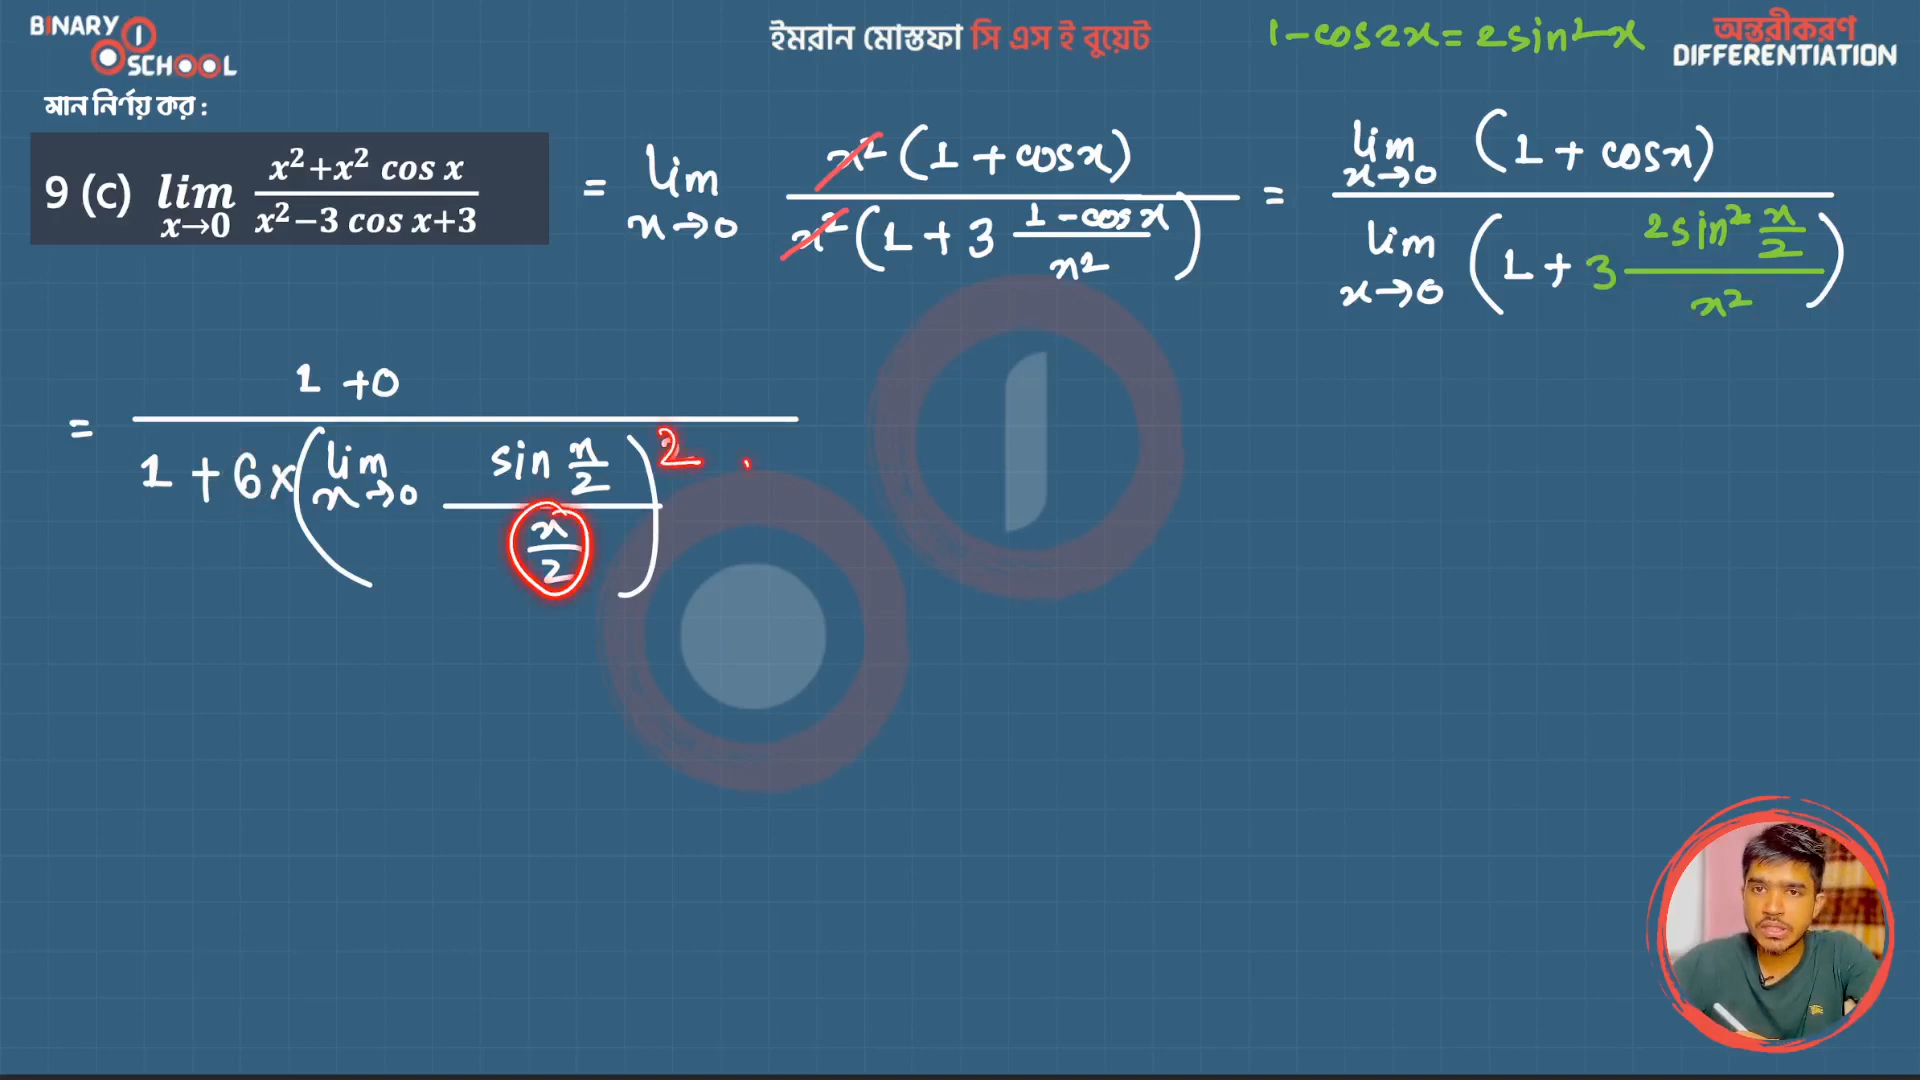 BINARY SCHOOL
ইমরান মোস্তফা সি এস ই বুয়েট
1-cos2x=2sin²x
অন্তরীকরণ
DIFFERENTIATION
মান নির্ণয় কর :
9 (c) lim x→0 (x²+x² cos x)/(x²−3 cos x+3)
= lim x→0 x²(1+cosx) / x²(1+3 (1-cosx)/x²)
= lim x→0 (1+cosx) / lim x→0 (1+3 (2sin² x/2)/x²)
= 1+0 / 1+6×(lim x→0 (sin x/2)/(x/2))² .